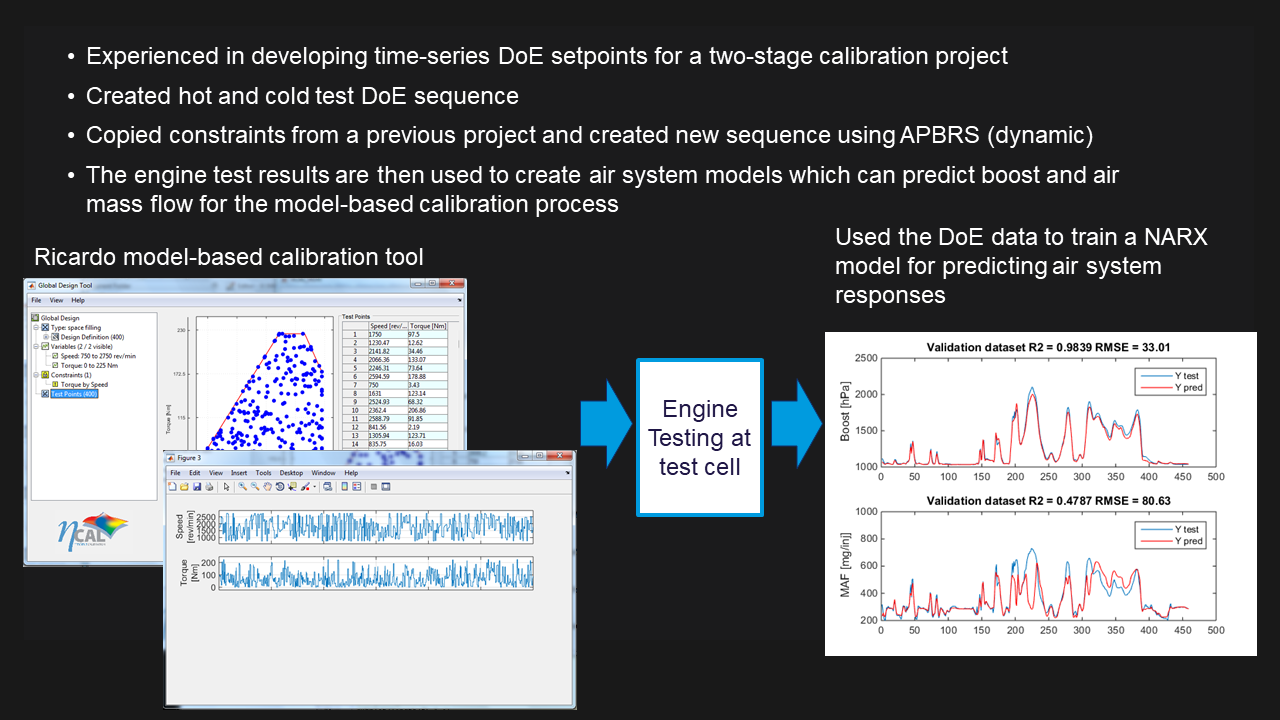 • Experienced in developing time-series DoE setpoints for a two-stage calibration project
• Created hot and cold test DoE sequence
• Copied constraints from a previous project and created new sequence using APBRS (dynamic)
• The engine test results are then used to create air system models which can predict boost and air
mass flow for the model-based calibration process
Ricardo model-based calibration tool
Global Design Tool
File View Help
Global Design
Type: space filling
Design Definition (400)
Variables (2 / 2 visible)
Speed: 750 to 2750 rev/min
Torque: 0 to 225 Nm
Constraints (1)
Torque by Speed
Test Points (400)
ηCAL
230
172.5
115
Torque [Nm]
Test Points
Speed [rev/... Torque [Nm]
1 1750 97.5
2 1230.47 12.62
3 2141.82 34.46
4 2066.36 133.07
5 2246.31 73.64
6 2594.59 178.88
7 750 3.43
8 1631 123.14
9 2524.93 68.32
10 2362.4 206.86
11 2588.79 91.85
12 841.56 2.19
13 1305.94 123.71
14 835.75 16.03
Figure 3
File Edit View Insert Tools Desktop Window Help
Speed
[rev/min]
2500
2000
1500
1000
Torque
[Nm]
200
100
0
Engine
Testing at
test cell
Used the DoE data to train a NARX
model for predicting air system
responses
Validation dataset R2 = 0.9839 RMSE = 33.01
Boost [hPa]
2500
2000
1500
1000
Y test
Y pred
0 50 100 150 200 250 300 350 400 450 500
Validation dataset R2 = 0.4787 RMSE = 80.63
MAF [mg/inj]
1000
800
600
400
200
Y test
Y pred
0 50 100 150 200 250 300 350 400 450 500